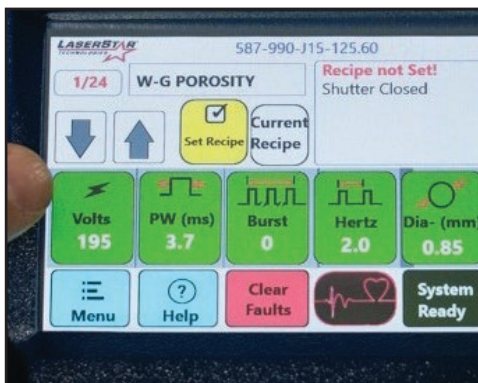 LASERSTAR
TECHNOLOGIES
587-990-J15-125.60
1/24
W-G POROSITY
Recipe not Set!
Shutter Closed
Set Recipe
Current
Recipe
Volts
195
PW (ms)
3.7
Burst
0
Hertz
2.0
Dia- (mm
0.85
Menu
?
Help
Clear
Faults
System
Ready